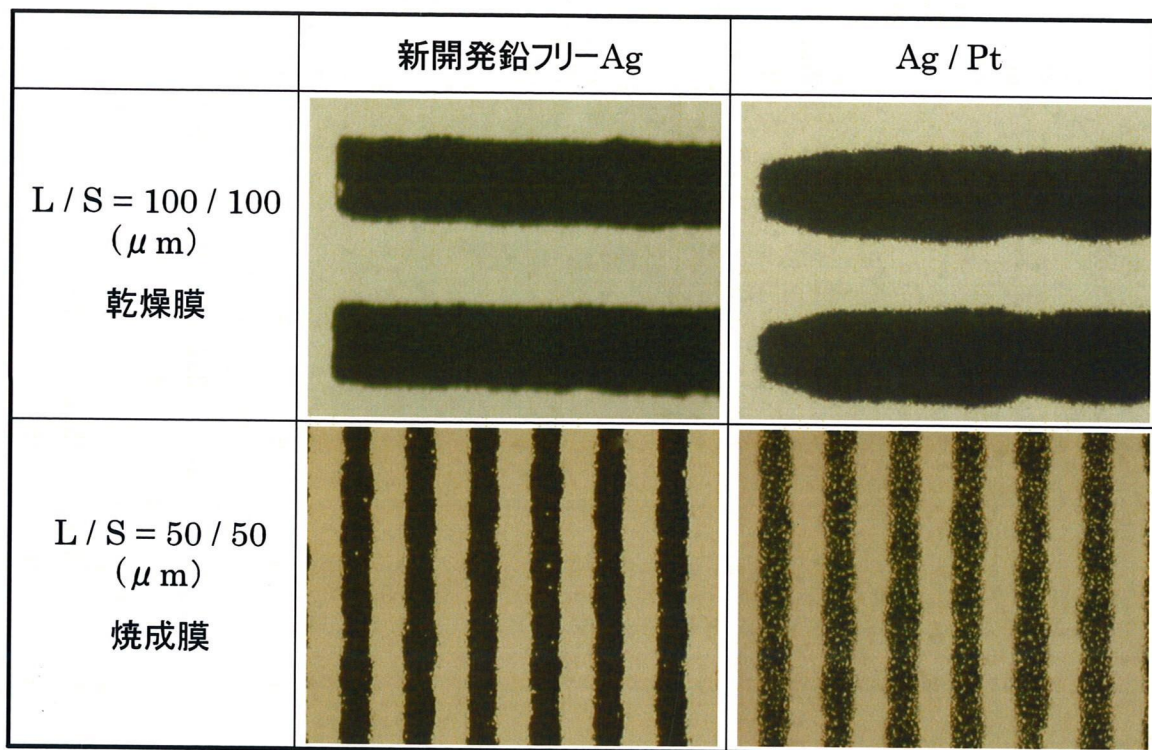 新開発鉛フリーAg
Ag / Pt
L / S = 100 / 100
(μm)
乾燥膜
L / S = 50 / 50
(μm)
焼成膜